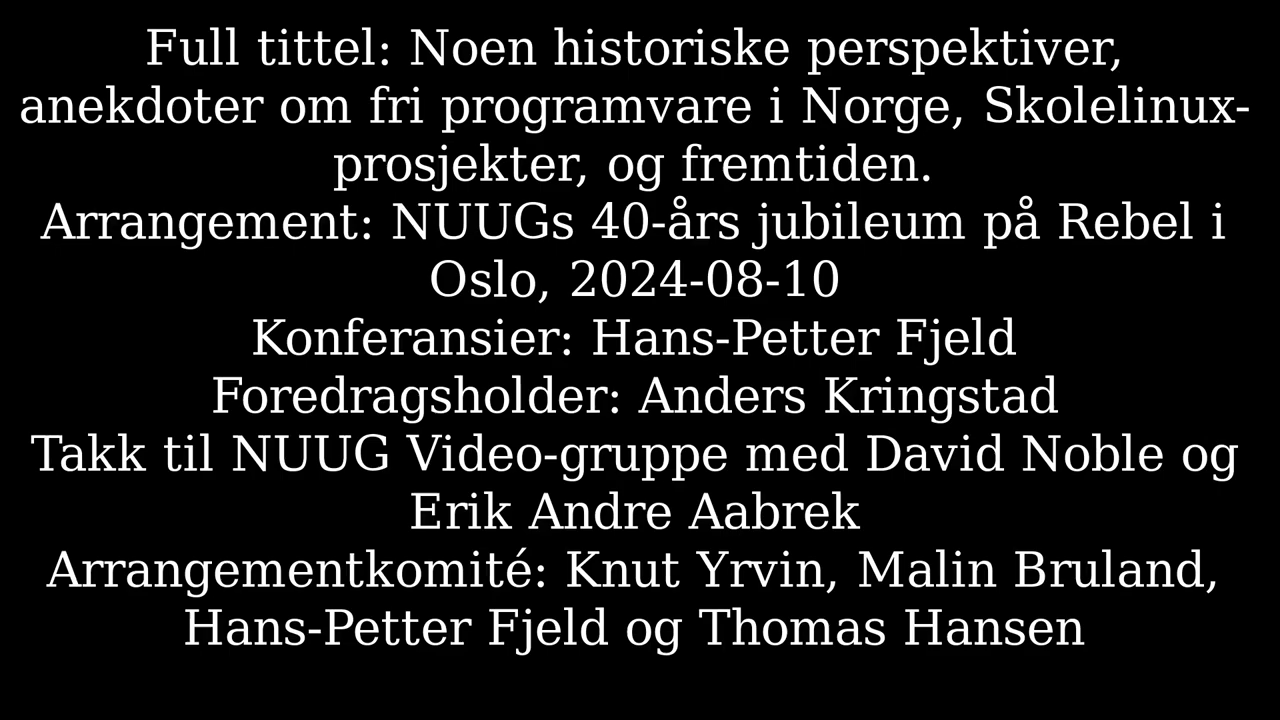 Full tittel: Noen historiske perspektiver,
anekdoter om fri programvare i Norge, Skolelinux-
prosjekter, og fremtiden.
Arrangement: NUUGs 40-års jubileum på Rebel i
Oslo, 2024-08-10
Konferansier: Hans-Petter Fjeld
Foredragsholder: Anders Kringstad
Takk til NUUG Video-gruppe med David Noble og
Erik Andre Aabrek
Arrangementkomité: Knut Yrvin, Malin Bruland,
Hans-Petter Fjeld og Thomas Hansen